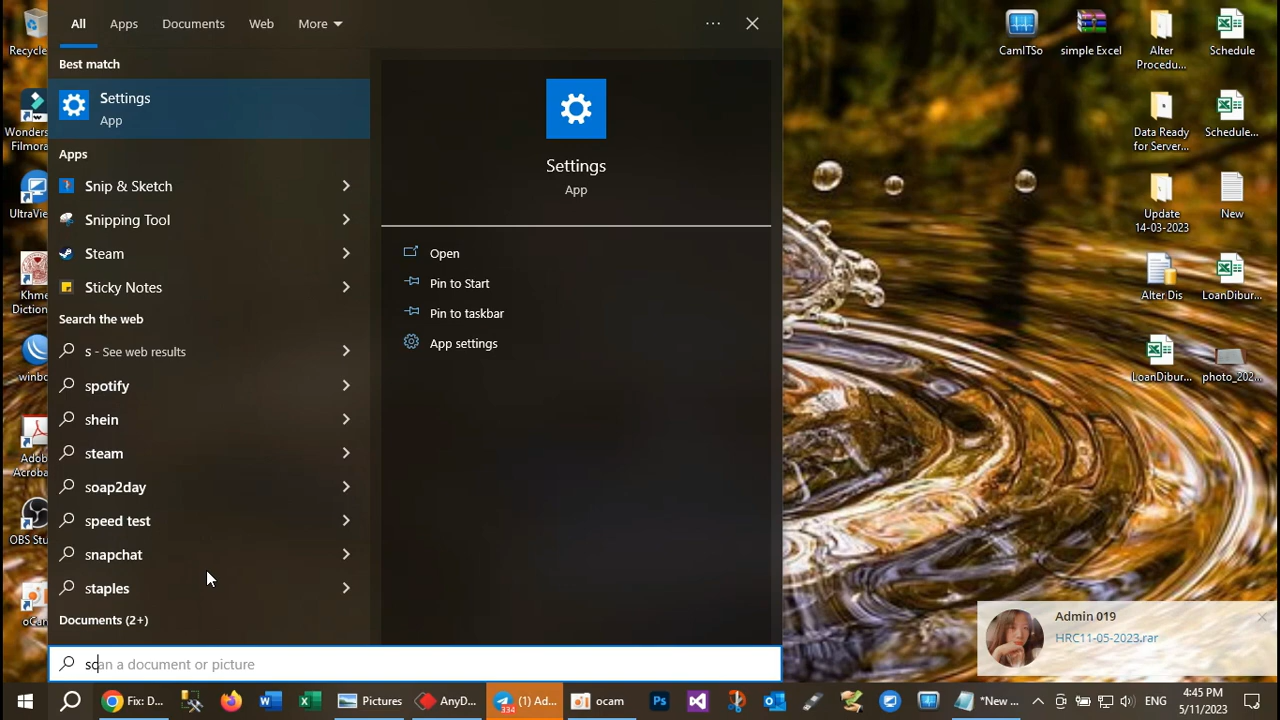 All Apps Documents Web More
Best match
Settings
App
Apps
Snip & Sketch
Snipping Tool
Steam
Sticky Notes
Search the web
s - See web results
spotify
shein
steam
soap2day
speed test
snapchat
staples
Documents (2+)
scan a document or picture
Settings
App
Open
Pin to Start
Pin to taskbar
App settings
Recycle
Wonders
Filmora
UltraVie
Khme
Diction
winbo
Adob
Acroba
OBS Stu
oCa
CamITSo
simple Excel
Alter
Procedu...
Schedule
Data Ready
for Server...
Schedule...
Update
14-03-2023
New
Alter Dis
LoanDibur...
LoanDibur...
photo_202...
Admin 019
HRC11-05-2023.rar
Fix: D...
Pictures
AnyD...
334
(1) Ad...
ocam
*New ...
ENG
4:45 PM
5/11/2023